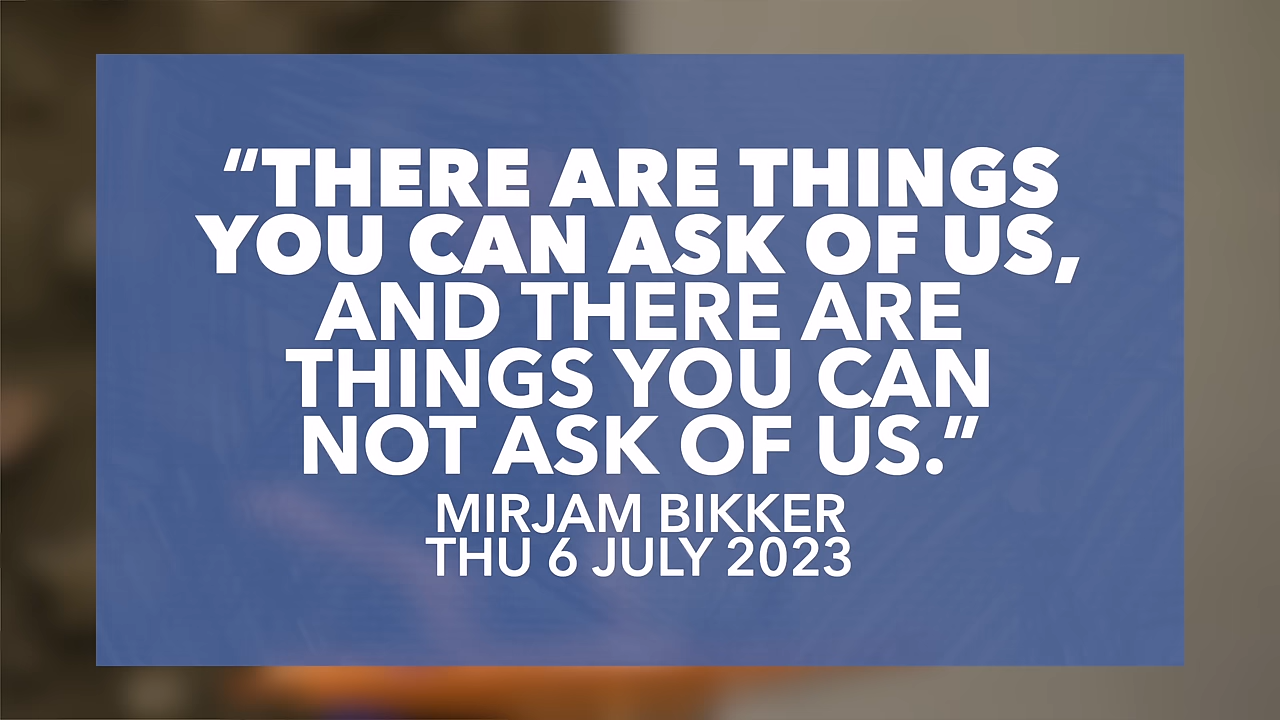 “THERE ARE THINGS
YOU CAN ASK OF US,
AND THERE ARE
THINGS YOU CAN
NOT ASK OF US.”
MIRJAM BIKKER
THU 6 JULY 2023